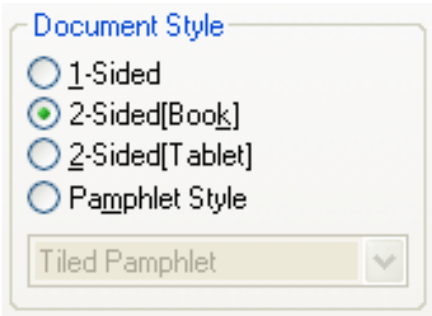 Document Style
1-Sided
2-Sided[Book]
2-Sided[Tablet]
Pamphlet Style
Tiled Pamphlet